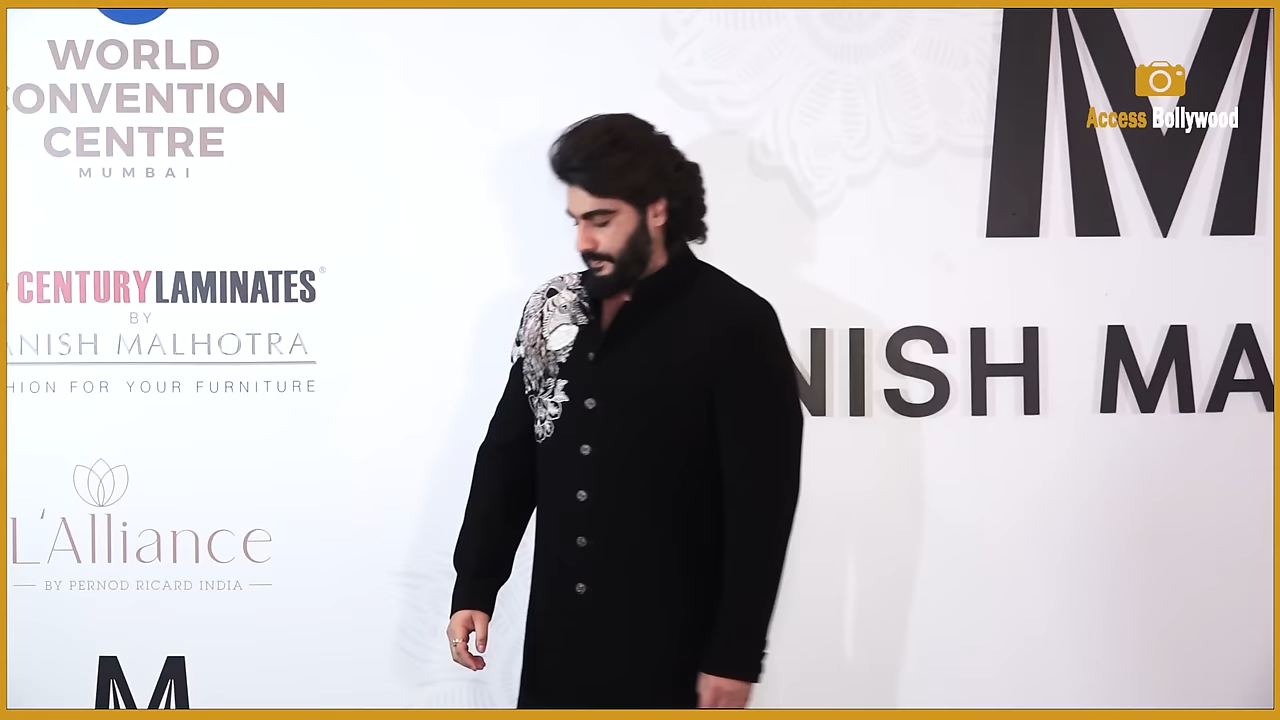 WORLD
CONVENTION
CENTRE
MUMBAI
CENTURYLAMINATES®
BY
ANISH MALHOTRA
HION FOR YOUR FURNITURE
L'Alliance
BY PERNOD RICARD INDIA
M
M
Access Bollywood
NISH MA